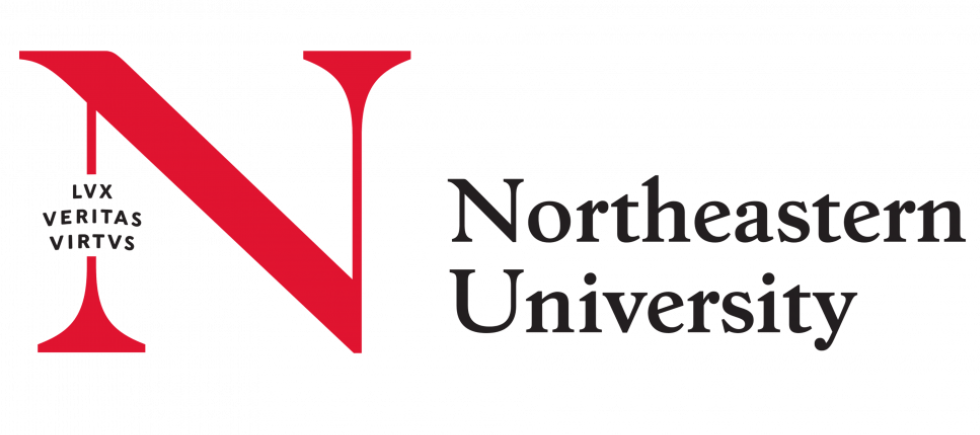 N
LVX
VERITAS
VIRTVS
Northeastern
University